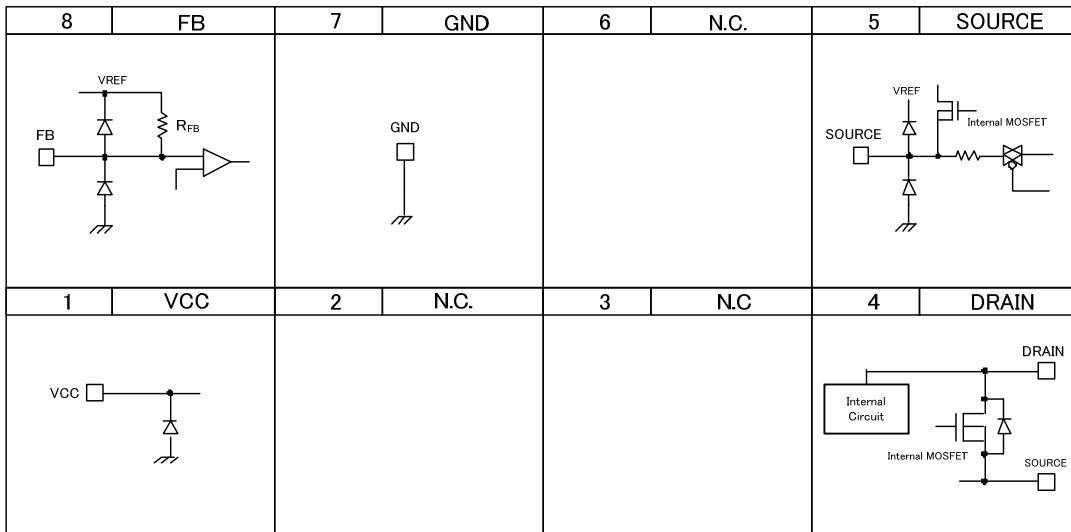 8 FB 7 GND 6 N.C. 5 SOURCE
VREF
FB
RFB
GND
VREF
Internal MOSFET
SOURCE
1 VCC 2 N.C. 3 N.C 4 DRAIN
VCC
DRAIN
Internal
Circuit
Internal MOSFET
SOURCE